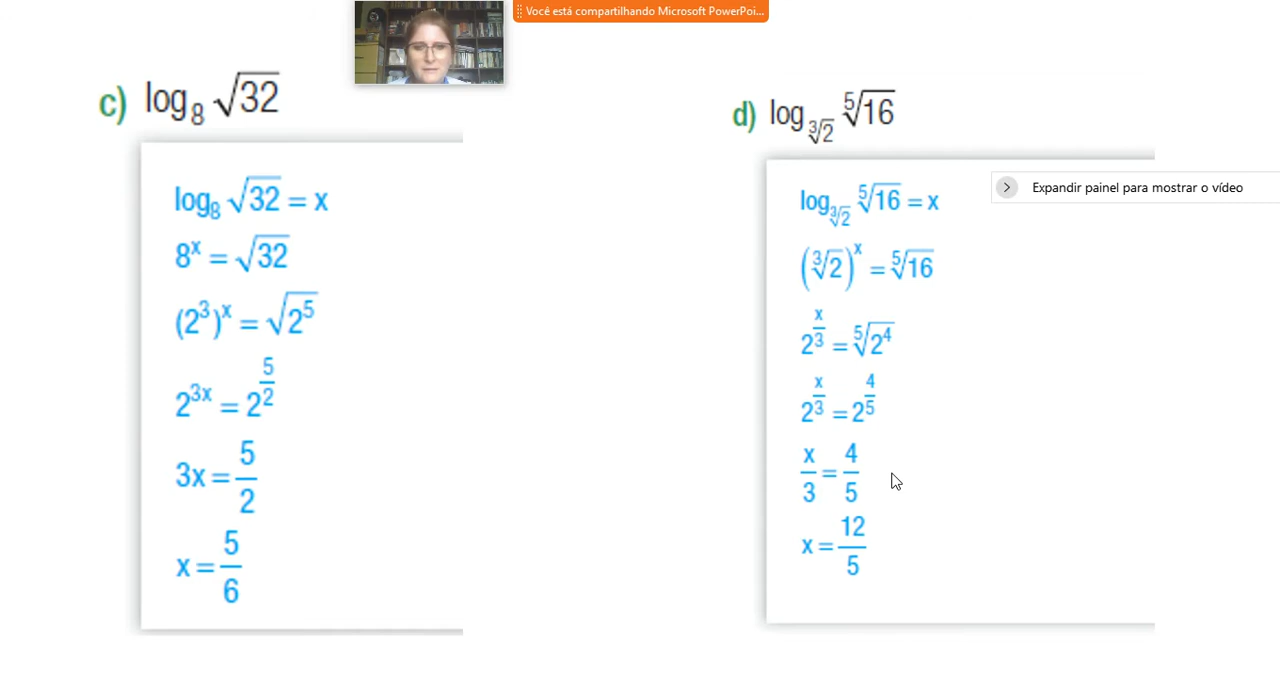 Você está compartilhando Microsoft PowerPoi...
c) log₈ √32
log₈ √32 = x
8ˣ = √32
(2³)ˣ = √2⁵
2³ˣ = 2^(5/2)
3x = 5/2
x = 5/6
d) log_∛2 ⁵√16
Expandir painel para mostrar o vídeo
log_∛2 ⁵√16 = x
(∛2)ˣ = ⁵√16
2^(x/3) = ⁵√2⁴
2^(x/3) = 2^(4/5)
x/3 = 4/5
x = 12/5